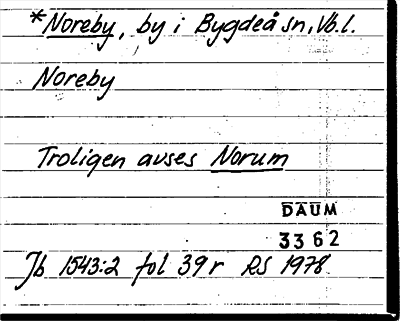 *Noreby, by i Bygdeå sn, Vb.l.
Noreby
Troligen avses Norum
DAUM
3362
Jb 1543:2 fol 39r RS 1978